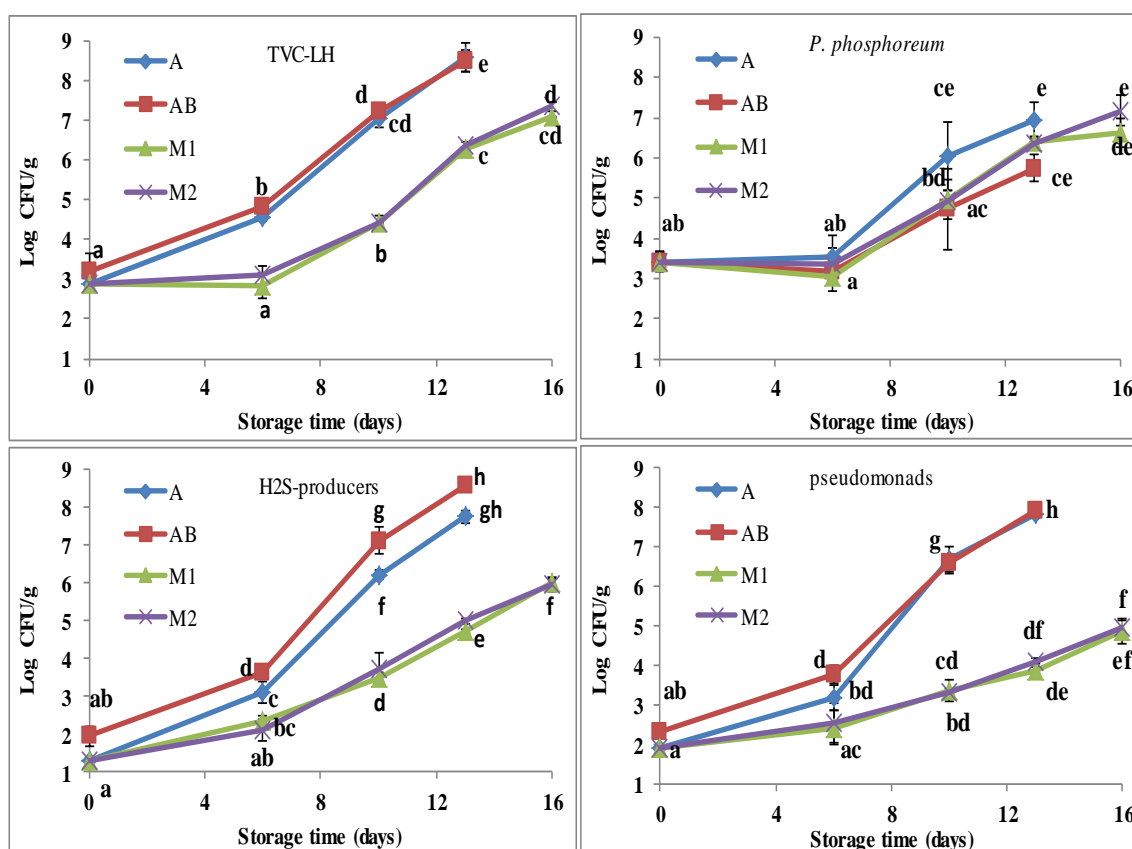 TVC-LH
A
AB
M1
M2
9
8
7
6
5
4
3
2
1
Log CFU/g
0 4 8 12 16
Storage time (days)
a
b
a
d
cd
b
e
c
d
cd
P. phosphoreum
A
AB
M1
M2
9
8
7
6
5
4
3
2
1
Log CFU/g
0 4 8 12 16
Storage time (days)
ab
ab
a
ce
bd
ac
e
ce
e
de
H2S-producers
A
AB
M1
M2
9
8
7
6
5
4
3
2
1
Log CFU/g
0 4 8 12 16
Storage time (days)
ab
a
d
c
bc
ab
g
f
d
h
gh
e
f
pseudomonads
A
AB
M1
M2
9
8
7
6
5
4
3
2
1
Log CFU/g
0 4 8 12 16
Storage time (days)
ab
a
d
bd
ac
g
cd
bd
h
df
de
f
ef